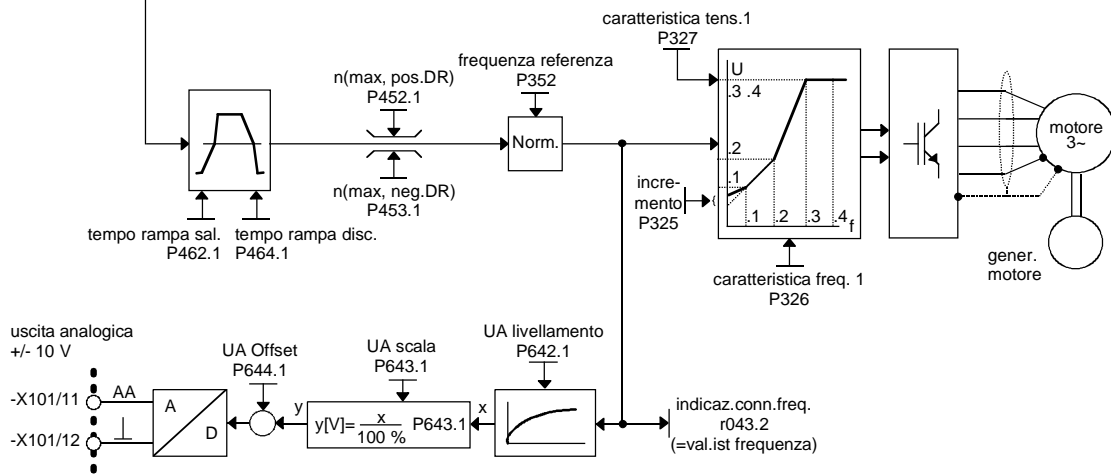 caratteristica tens.1
P327
n(max, pos.DR)
P452.1
frequenza referenza
P352
U
.3 .4
.2
.1
.1 .2 .3 .4
f
Norm.
motore
3~
n(max, neg.DR)
P453.1
incre-
mento
P325
tempo rampa sal.
P462.1
tempo rampa disc.
P464.1
gener.
motore
caratteristica freq. 1
P326
uscita analogica
+/- 10 V
UA Offset
P644.1
UA scala
P643.1
UA livellamento
P642.1
-X101/11
AA
A
D
y
y[V]= x
100 %
P643.1
x
-X101/12
indicaz.conn.freq.
r043.2
(=val.ist frequenza)